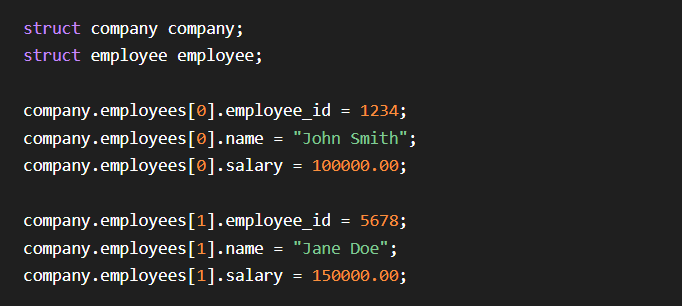 struct company company;
struct employee employee;
company.employees[0].employee_id = 1234;
company.employees[0].name = "John Smith";
company.employees[0].salary = 100000.00;
company.employees[1].employee_id = 5678;
company.employees[1].name = "Jane Doe";
company.employees[1].salary = 150000.00;